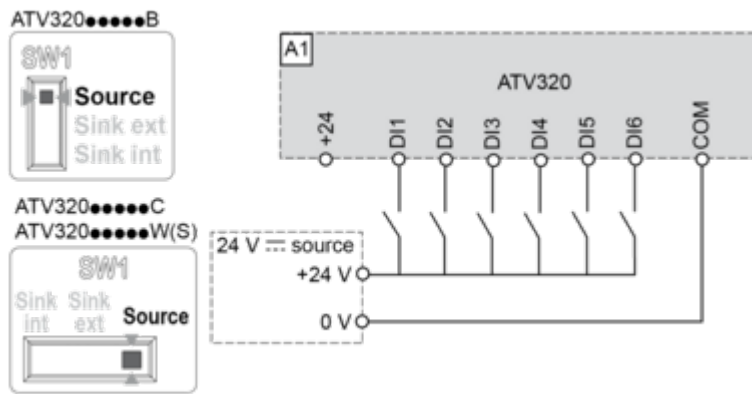 ATV320●●●●●B
SW1
Source
Sink ext
Sink int
ATV320●●●●●C
ATV320●●●●●W(S)
SW1
Sink int
Sink ext
Source
A1
ATV320
+24
DI1
DI2
DI3
DI4
DI5
DI6
COM
24 V ⎓ source
+24 V
0 V